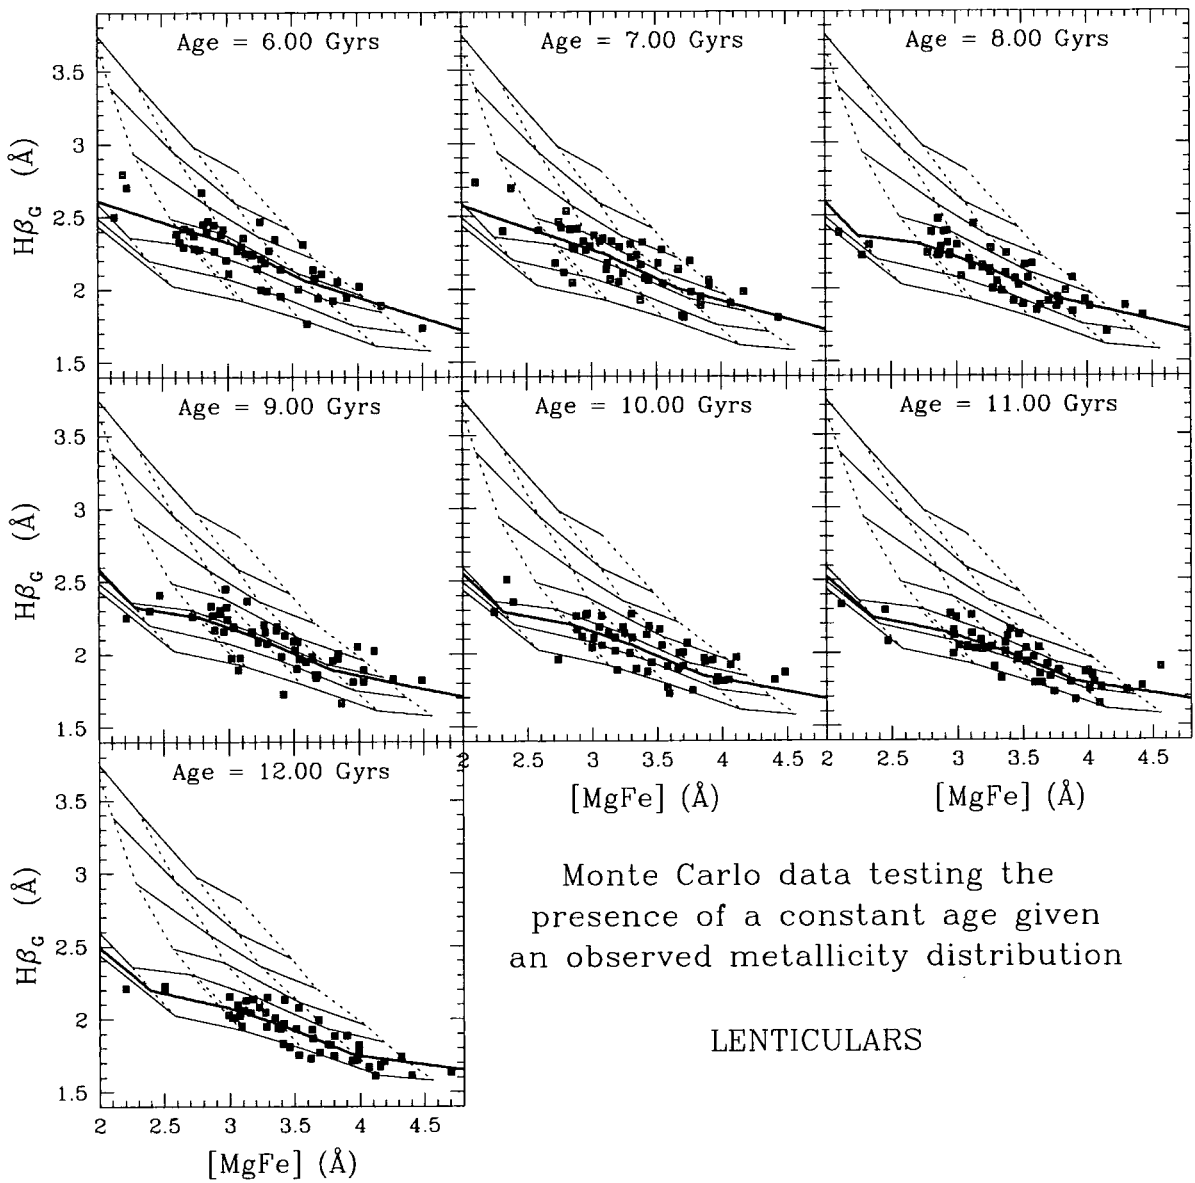 Age = 6.00 Gyrs
Age = 7.00 Gyrs
Age = 8.00 Gyrs
3.5
3
2.5
2
1.5
Hβ_G (Å)
Age = 9.00 Gyrs
Age = 10.00 Gyrs
Age = 11.00 Gyrs
3.5
3
2.5
2
1.5
Hβ_G (Å)
2 2.5 3 3.5 4 4.5
2 2.5 3 3.5 4 4.5
[MgFe] (Å)
[MgFe] (Å)
Age = 12.00 Gyrs
3.5
3
2.5
2
1.5
Hβ_G (Å)
2 2.5 3 3.5 4 4.5
[MgFe] (Å)
Monte Carlo data testing the
presence of a constant age given
an observed metallicity distribution
LENTICULARS